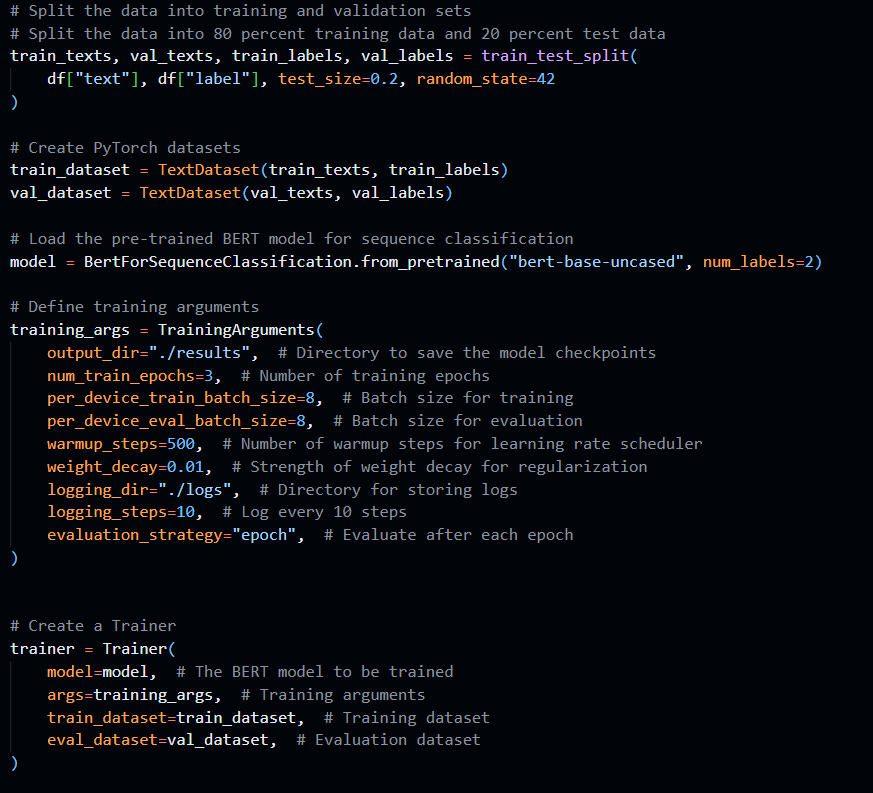 # Split the data into training and validation sets
# Split the data into 80 percent training data and 20 percent test data
train_texts, val_texts, train_labels, val_labels = train_test_split(
    df["text"], df["label"], test_size=0.2, random_state=42
)

# Create PyTorch datasets
train_dataset = TextDataset(train_texts, train_labels)
val_dataset = TextDataset(val_texts, val_labels)

# Load the pre-trained BERT model for sequence classification
model = BertForSequenceClassification.from_pretrained("bert-base-uncased", num_labels=2)

# Define training arguments
training_args = TrainingArguments(
    output_dir="./results",  # Directory to save the model checkpoints
    num_train_epochs=3,  # Number of training epochs
    per_device_train_batch_size=8,  # Batch size for training
    per_device_eval_batch_size=8,  # Batch size for evaluation
    warmup_steps=500,  # Number of warmup steps for learning rate scheduler
    weight_decay=0.01,  # Strength of weight decay for regularization
    logging_dir="./logs",  # Directory for storing logs
    logging_steps=10,  # Log every 10 steps
    evaluation_strategy="epoch",  # Evaluate after each epoch
)


# Create a Trainer
trainer = Trainer(
    model=model,  # The BERT model to be trained
    args=training_args,  # Training arguments
    train_dataset=train_dataset,  # Training dataset
    eval_dataset=val_dataset,  # Evaluation dataset
)